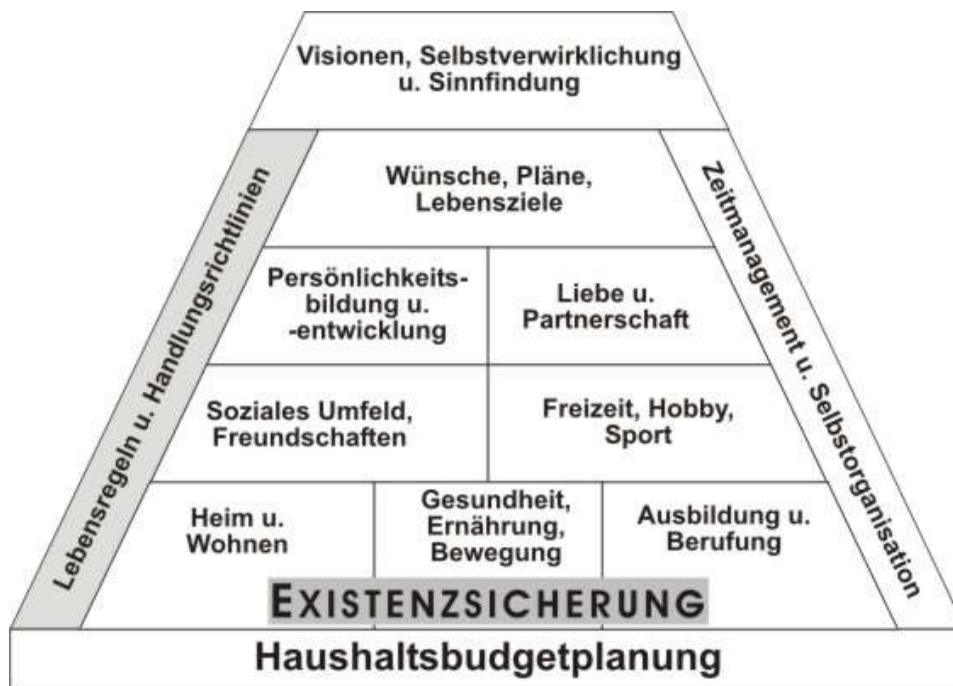 Visionen, Selbstverwirklichung
u. Sinnfindung
Lebensregeln u. Handlungsrichtlinien
Wünsche, Pläne,
Lebensziele
Zeitmanagement u. Selbstorganisation
Persönlichkeits-
bildung u.
-entwicklung
Liebe u.
Partnerschaft
Soziales Umfeld,
Freundschaften
Freizeit, Hobby,
Sport
Heim u.
Wohnen
Gesundheit,
Ernährung,
Bewegung
Ausbildung u.
Berufung
EXISTENZSICHERUNG
Haushaltsbudgetplanung